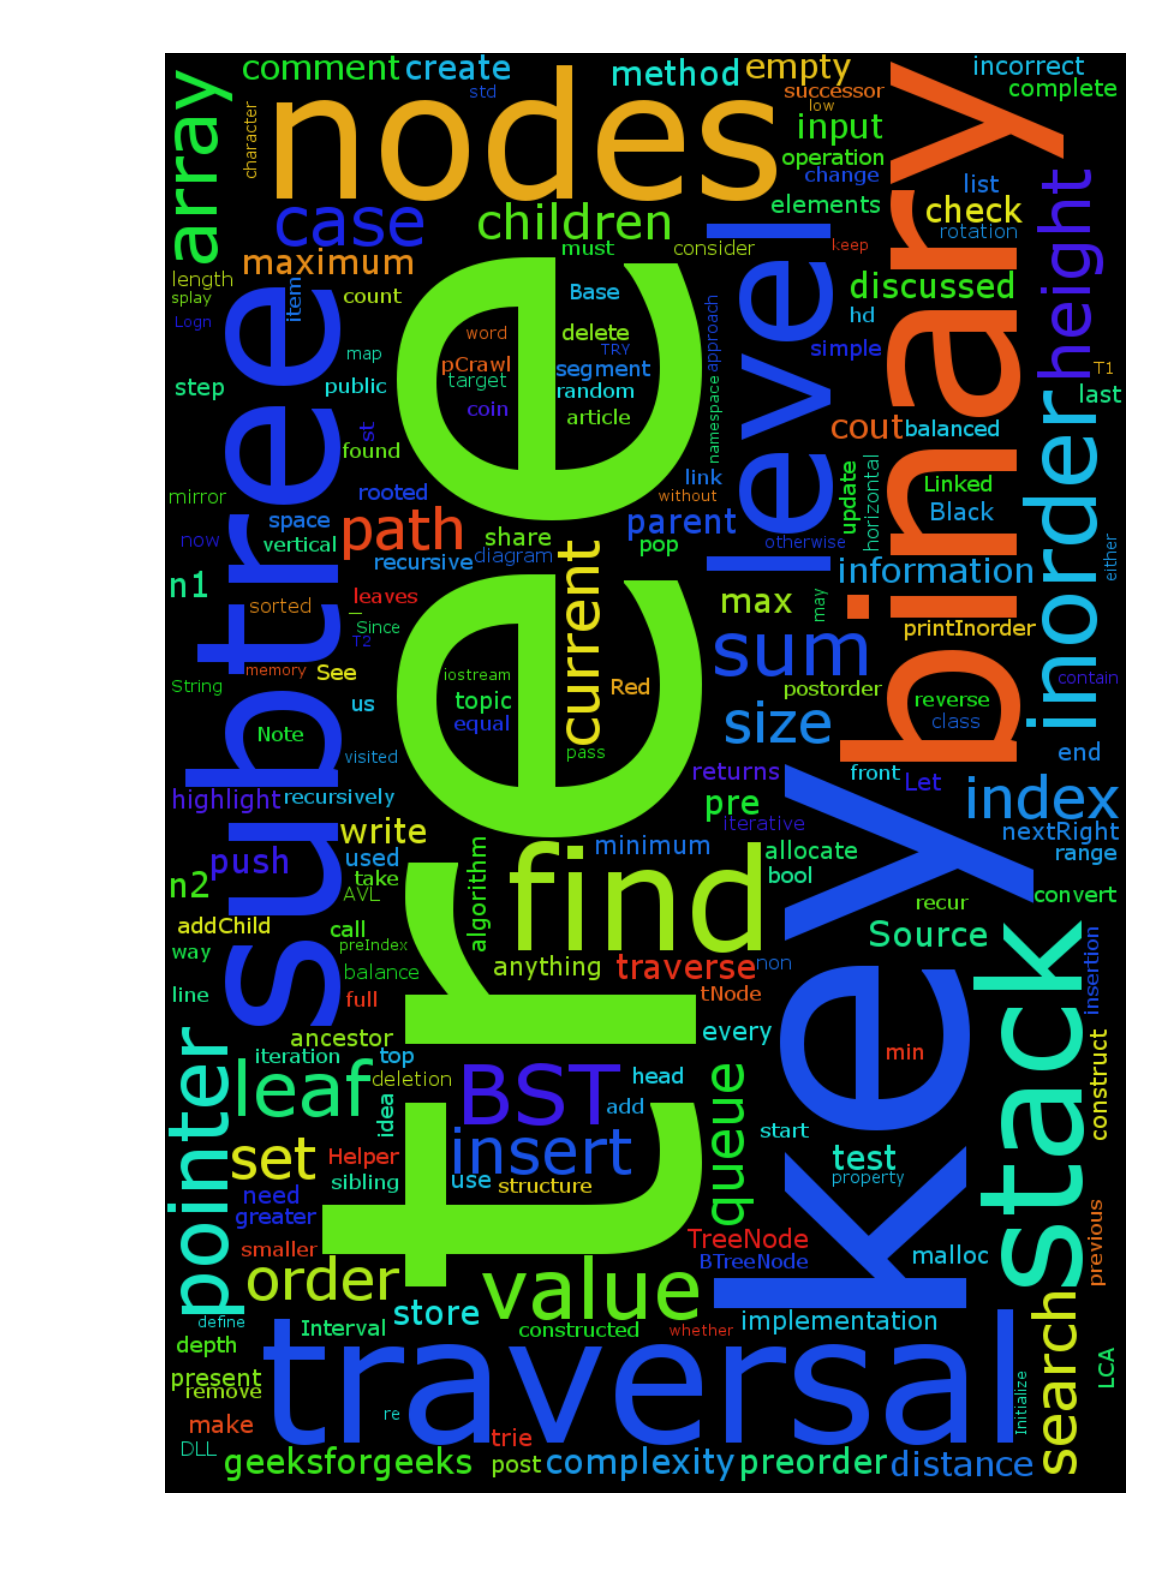 comment create method empty incorrect
std successor complete
nodes low
array character input
operation
change list
case children elements check
must consider keep rotation
maximum height
length item count Base discussed
splay
Logn word delete approach hd
map pCrawl TRY simple
target segment T1
step public random last
coin article namespace
subtree tree level binary inorder
st cout balanced
found horizontal
rooted link update Linked
mirror without
space path parent Black
now vertical share pop otherwise either
recursive diagram
n1 leaves current information
sorted max may
Since
T2 sum printInorder
memory See iostream contain
String Red postorder
us topic reverse
equal size class
Note
visited pass end
returns front Let
highlight recursively pre index
iterative nextRight
write minimum allocate range
push used
n2 take bool
AVL algorithm find key convert
addChild recur
call Source
way preIndex
balance anything traverse non insertion
line full tNode
ancestor every stack
iteration top min construct
pointer leaf deletion BST head
idea add queue
start
set Helper insert test
sibling use structure property
need
greater
smaller TreeNode
BTreeNode malloc previous
order value
store
define Interval constructed whether implementation
depth search
traversal LCA
present
remove Initialize
make re
DLL trie
geeksforgeeks post complexity preorder distance